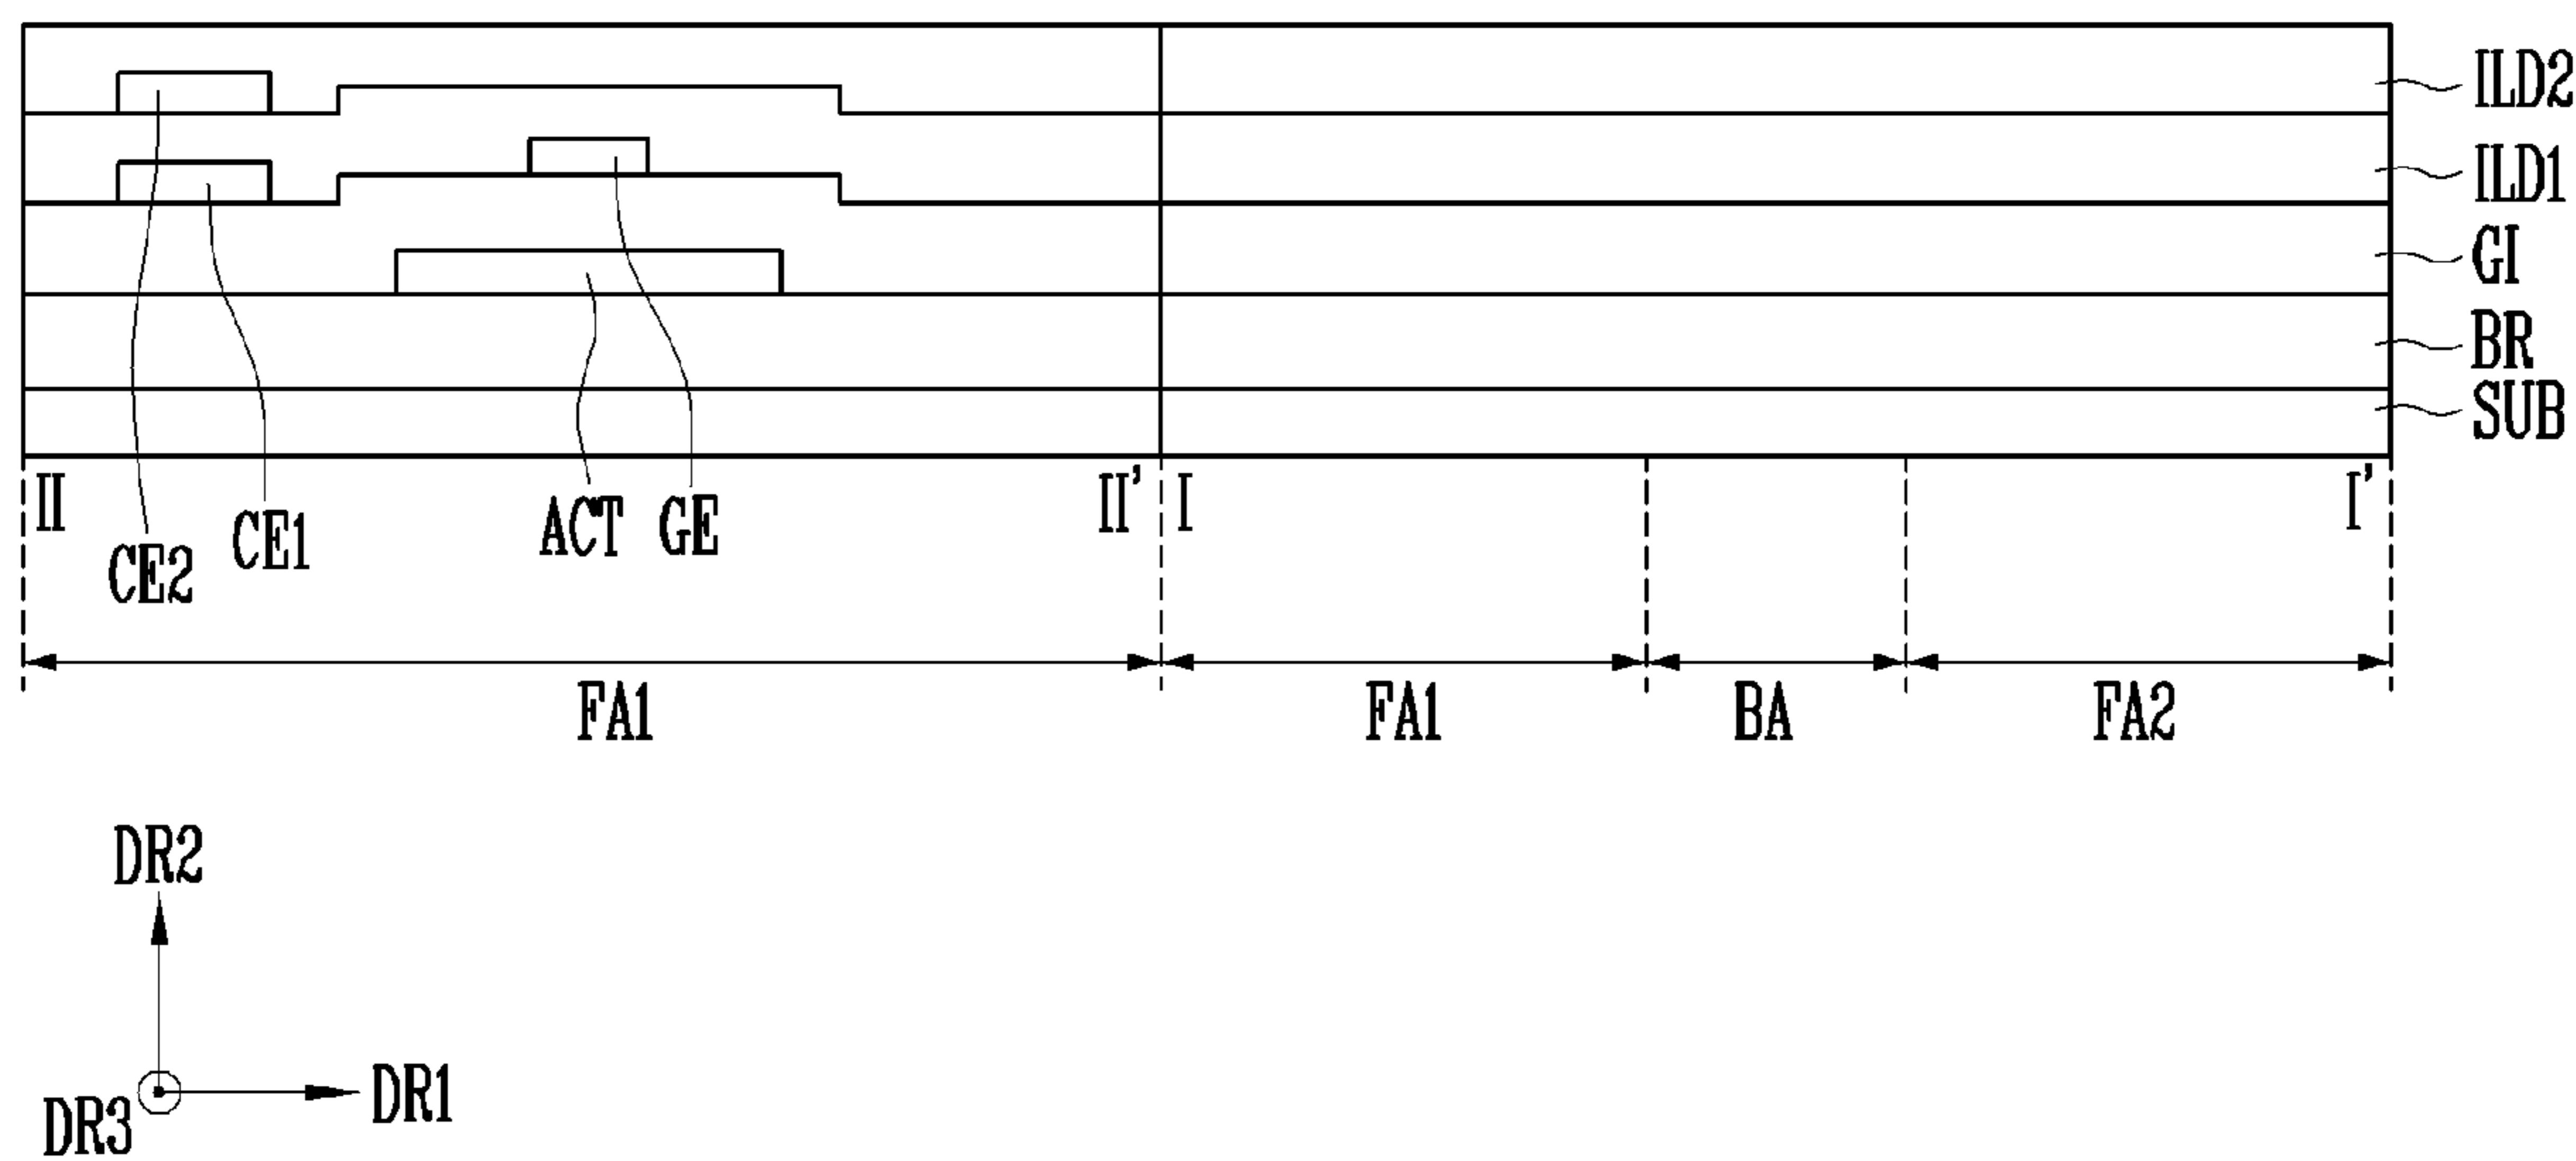 ILD2
ILD1
GI
BR
SUB
II
II'
I
I'
CE2
CE1
ACT
GE
FA1
FA1
BA
FA2
DR2
DR1
DR3